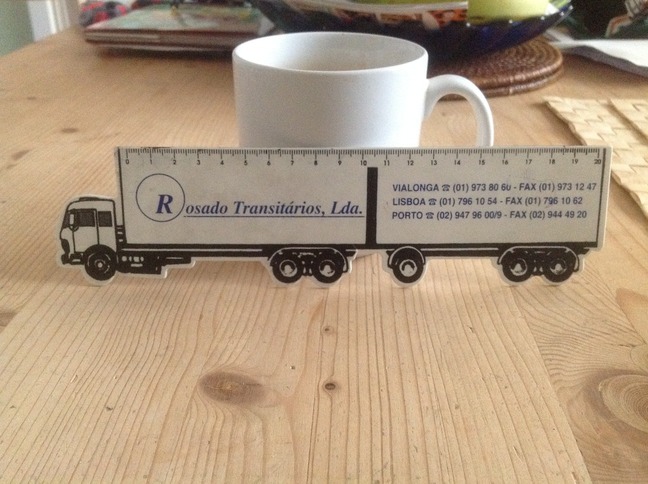 0 1 2 3 4 5 6 7 8 9 10 11 12 13 14 15 16 17 18 19 20
Rosado Transitários, Lda.
VIALONGA ☎ (01) 973 80 60 - FAX (01) 973 12 47
LISBOA ☎ (01) 796 10 54 - FAX (01) 796 10 62
PORTO ☎ (02) 947 96 00/9 - FAX (02) 944 49 20